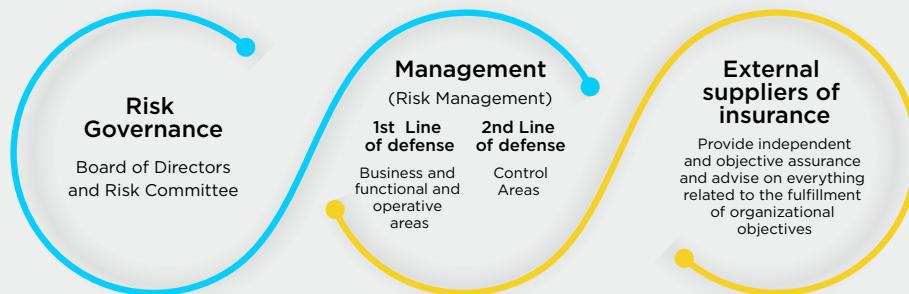 Risk
Governance
Board of Directors
and Risk Committee
Management
(Risk Management)
1st Line
of defense
Business and
functional and
operative
areas
2nd Line
of defense
Control
Areas
External
suppliers of
insurance
Provide independent
and objective assurance
and advise on everything
related to the fulfillment
of organizational
objectives